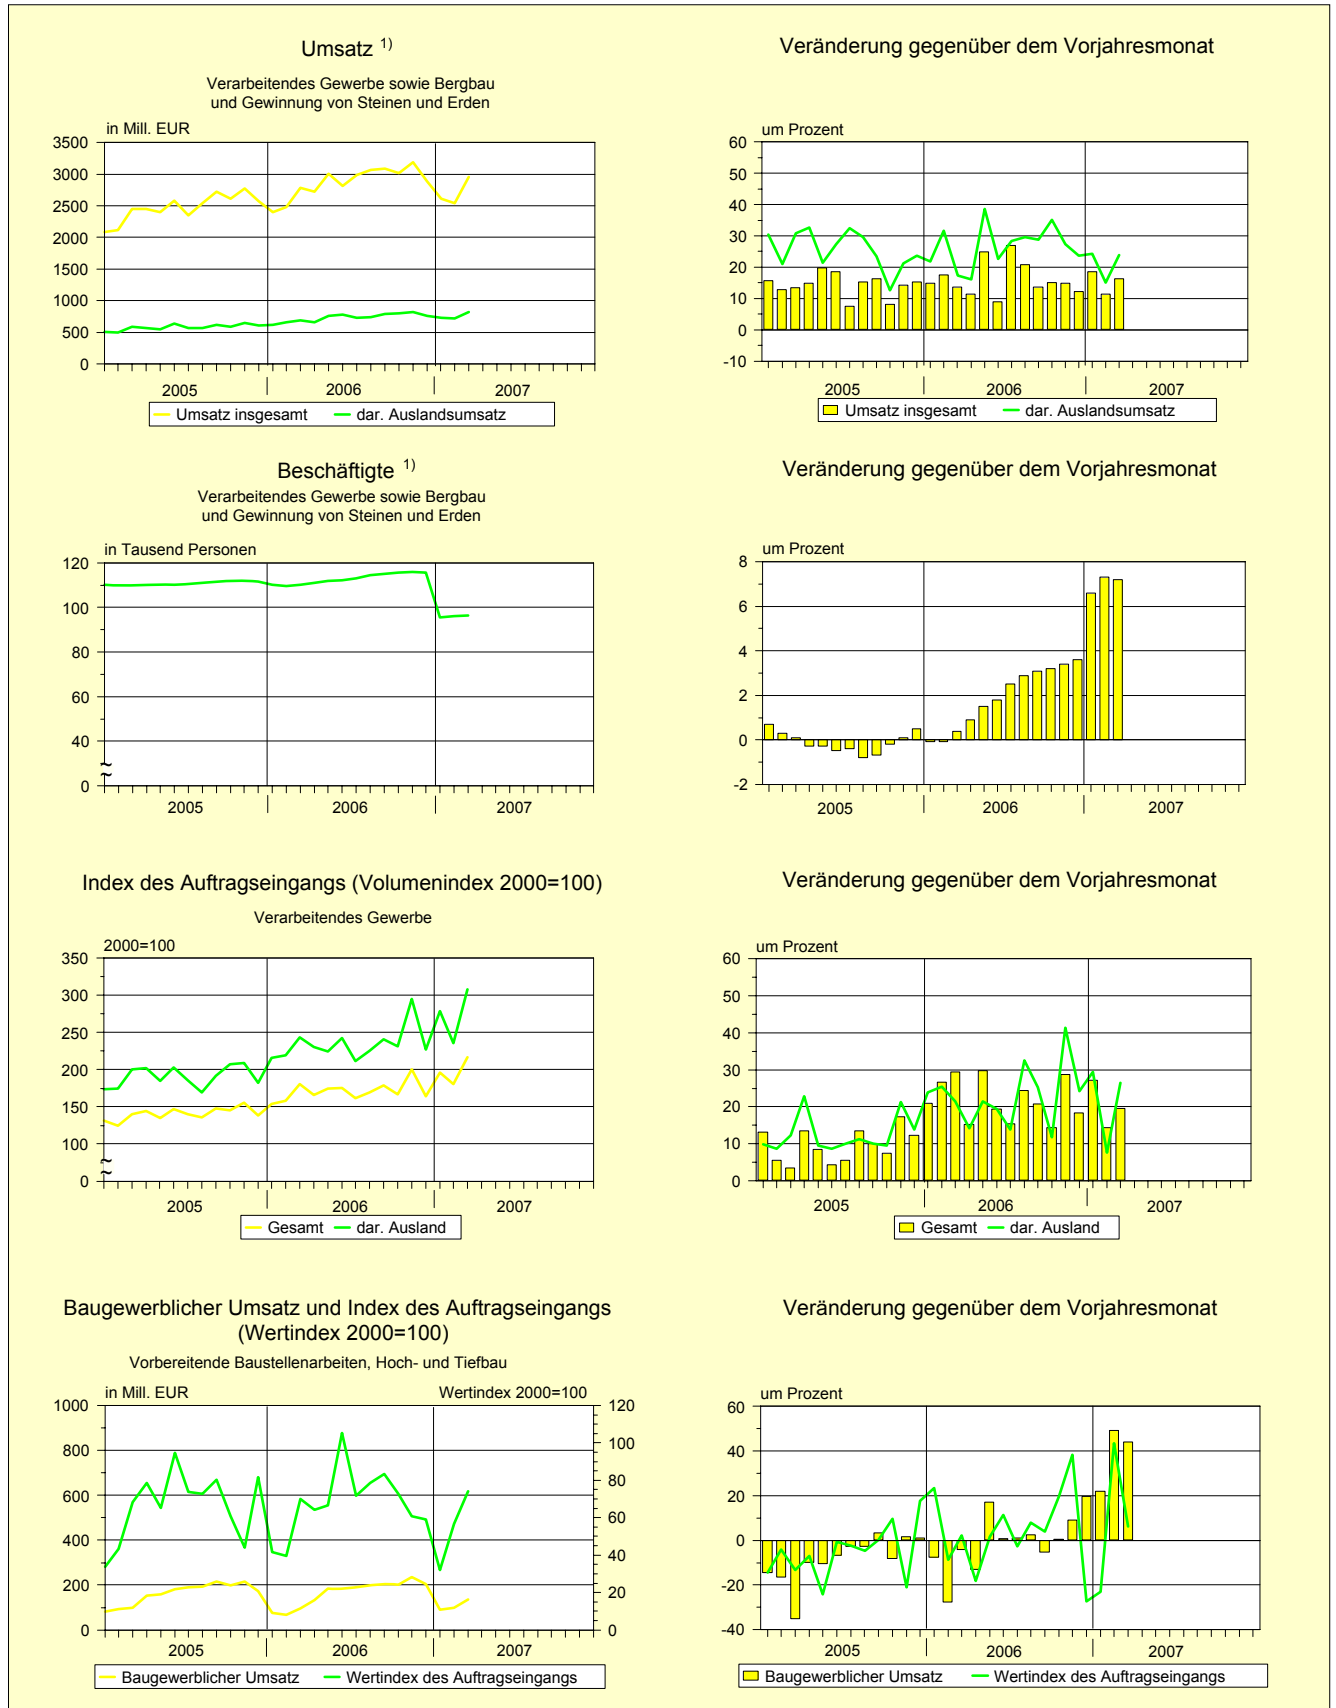 Umsatz 1)
Verarbeitendes Gewerbe sowie Bergbau
und Gewinnung von Steinen und Erden
in Mill. EUR
3500
3000
2500
2000
1500
1000
500
0
2005 2006 2007
Umsatz insgesamt dar. Auslandsumsatz
Veränderung gegenüber dem Vorjahresmonat
um Prozent
60
50
40
30
20
10
0
-10
2005 2006 2007
Umsatz insgesamt dar. Auslandsumsatz
Beschäftigte 1)
Verarbeitendes Gewerbe sowie Bergbau
und Gewinnung von Steinen und Erden
in Tausend Personen
120
100
80
60
40
0
2005 2006 2007
Veränderung gegenüber dem Vorjahresmonat
um Prozent
8
6
4
2
0
-2
2005 2006 2007
Index des Auftragseingangs (Volumenindex 2000=100)
Verarbeitendes Gewerbe
2000=100
350
300
250
200
150
100
0
2005 2006 2007
Gesamt dar. Ausland
Veränderung gegenüber dem Vorjahresmonat
um Prozent
60
50
40
30
20
10
0
2005 2006 2007
Gesamt dar. Ausland
Baugewerblicher Umsatz und Index des Auftragseingangs
(Wertindex 2000=100)
Vorbereitende Baustellenarbeiten, Hoch- und Tiefbau
in Mill. EUR Wertindex 2000=100
1000 120
800 100
600 80
400 60
200 40
0 20
0
2005 2006 2007
Baugewerblicher Umsatz Wertindex des Auftragseingangs
Veränderung gegenüber dem Vorjahresmonat
um Prozent
60
40
20
0
-20
-40
2005 2006 2007
Baugewerblicher Umsatz Wertindex des Auftragseingangs